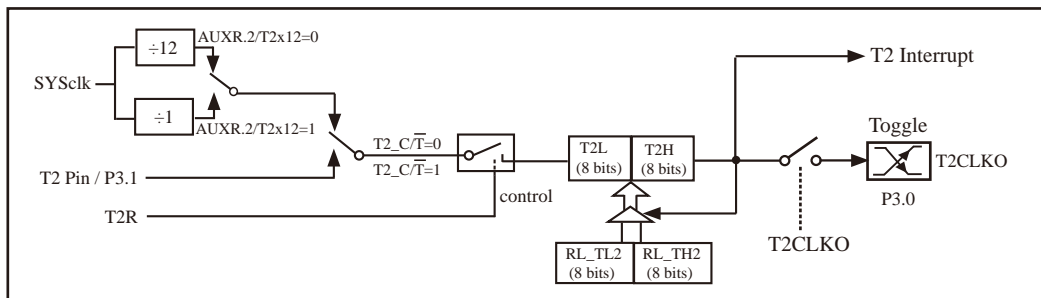 ÷12
AUXR.2/T2x12=0
SYSclk
÷1
AUXR.2/T2x12=1
T2 Pin / P3.1
T2_C/T̅=0
T2_C/T̅=1
T2R
control
T2L
(8 bits)
T2H
(8 bits)
RL_TL2
(8 bits)
RL_TH2
(8 bits)
T2 Interrupt
Toggle
T2CLKO
P3.0
T2CLKO